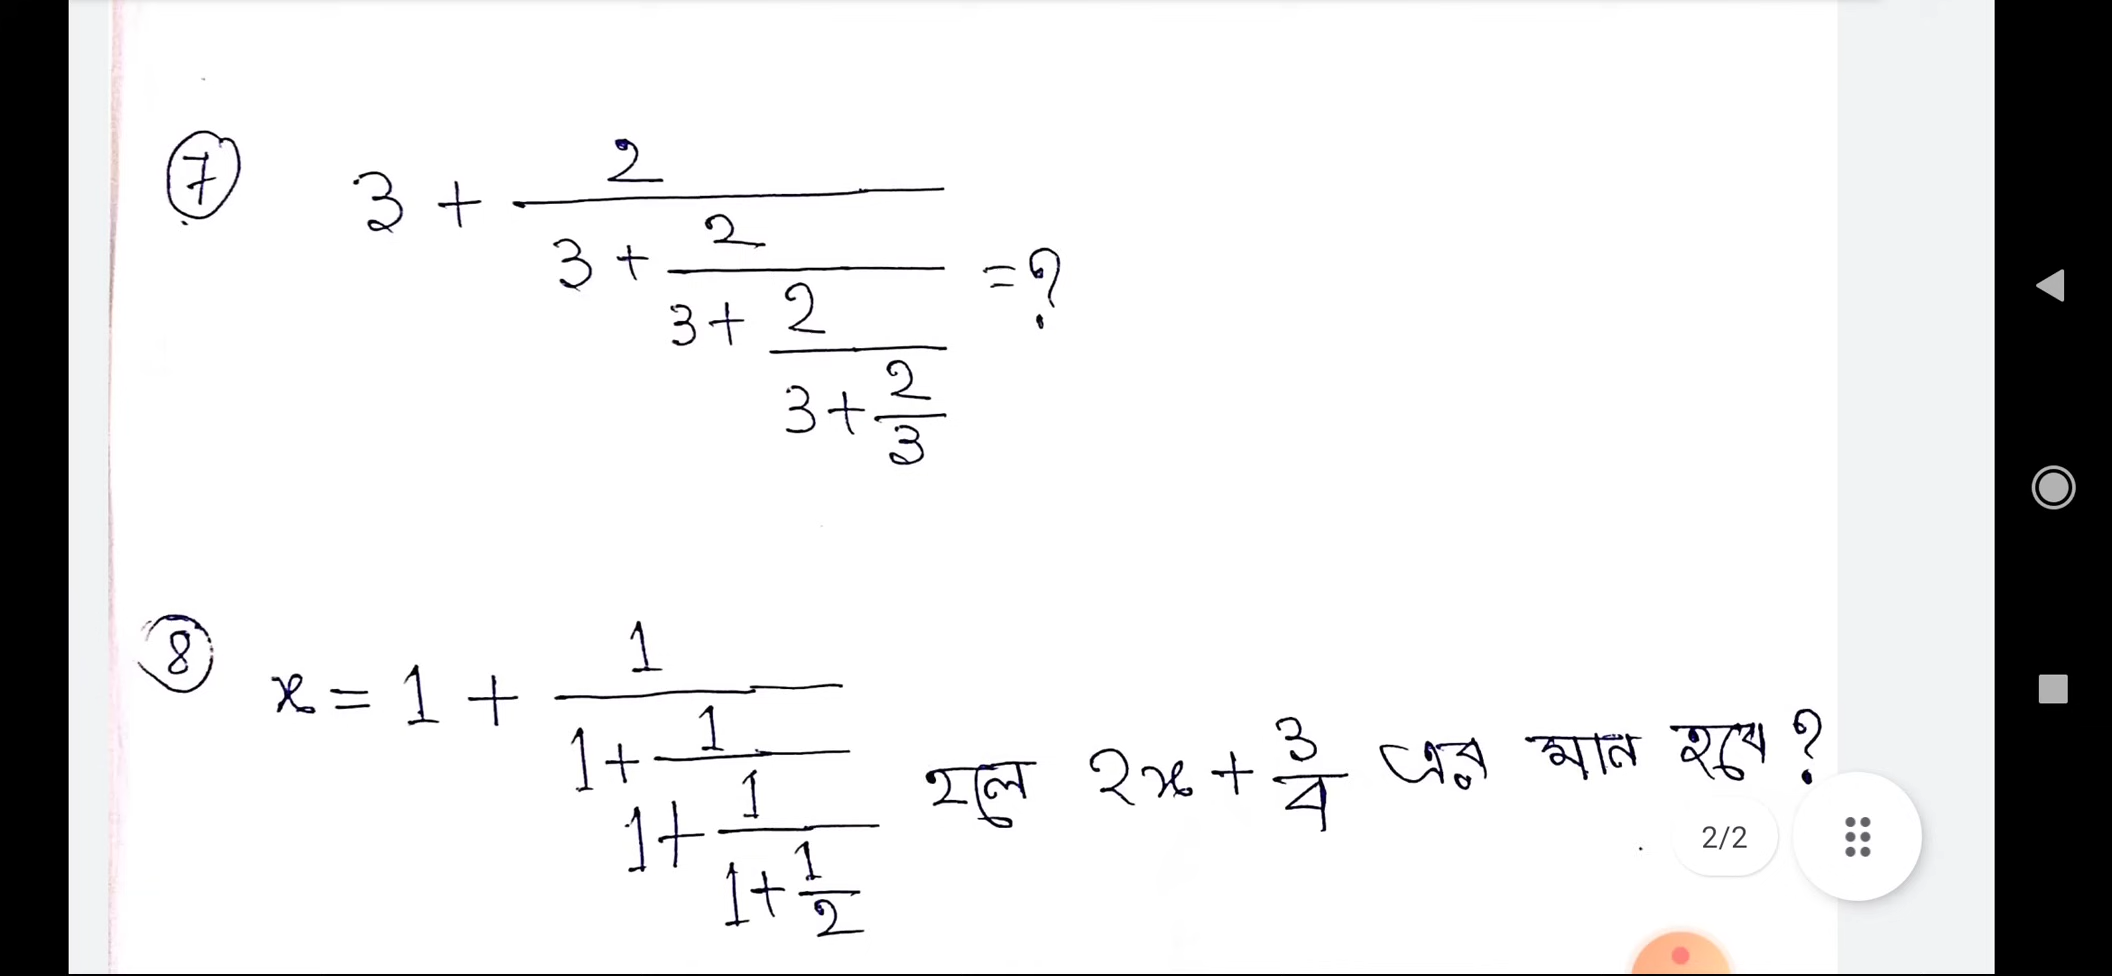 7
3 + 2
3 + 2
3 + 2 = ?
3 + 2
3
8
x = 1 + 1
1 + 1
1 + 1 হলে 2x + 3/4 এর মান হবে ?
1 + 1
2
2/2